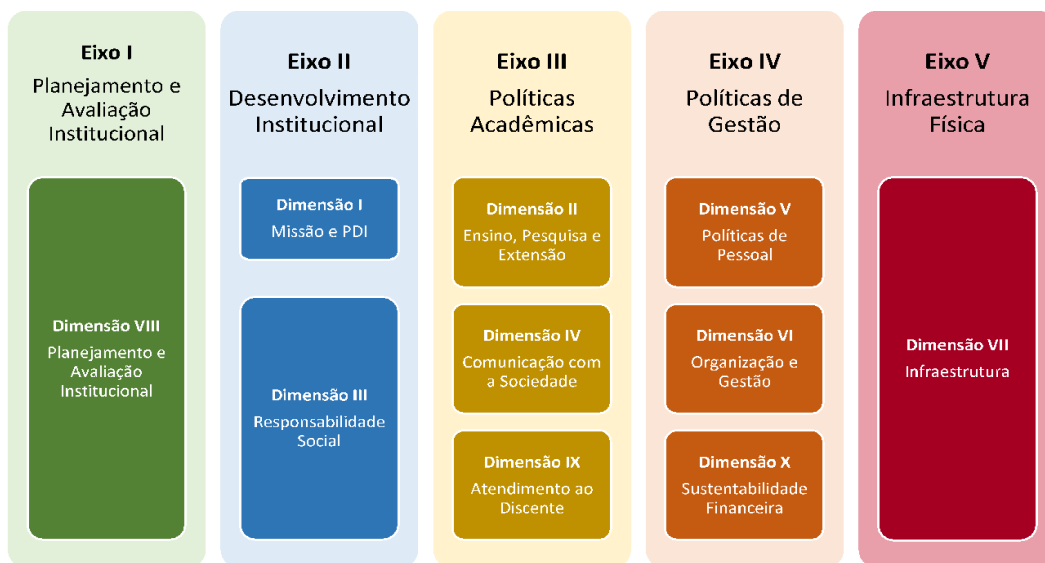 Eixo I
Planejamento e
Avaliação
Institucional
Dimensão VIII
Planejamento e
Avaliação
Institucional
Eixo II
Desenvolvimento
Institucional
Dimensão I
Missão e PDI
Dimensão III
Responsabilidade
Social
Eixo III
Políticas
Acadêmicas
Dimensão II
Ensino, Pesquisa e
Extensão
Dimensão IV
Comunicação com
a Sociedade
Dimensão IX
Atendimento ao
Discente
Eixo IV
Políticas de
Gestão
Dimensão V
Políticas de
Pessoal
Dimensão VI
Organização e
Gestão
Dimensão X
Sustentabilidade
Financeira
Eixo V
Infraestrutura
Física
Dimensão VII
Infraestrutura